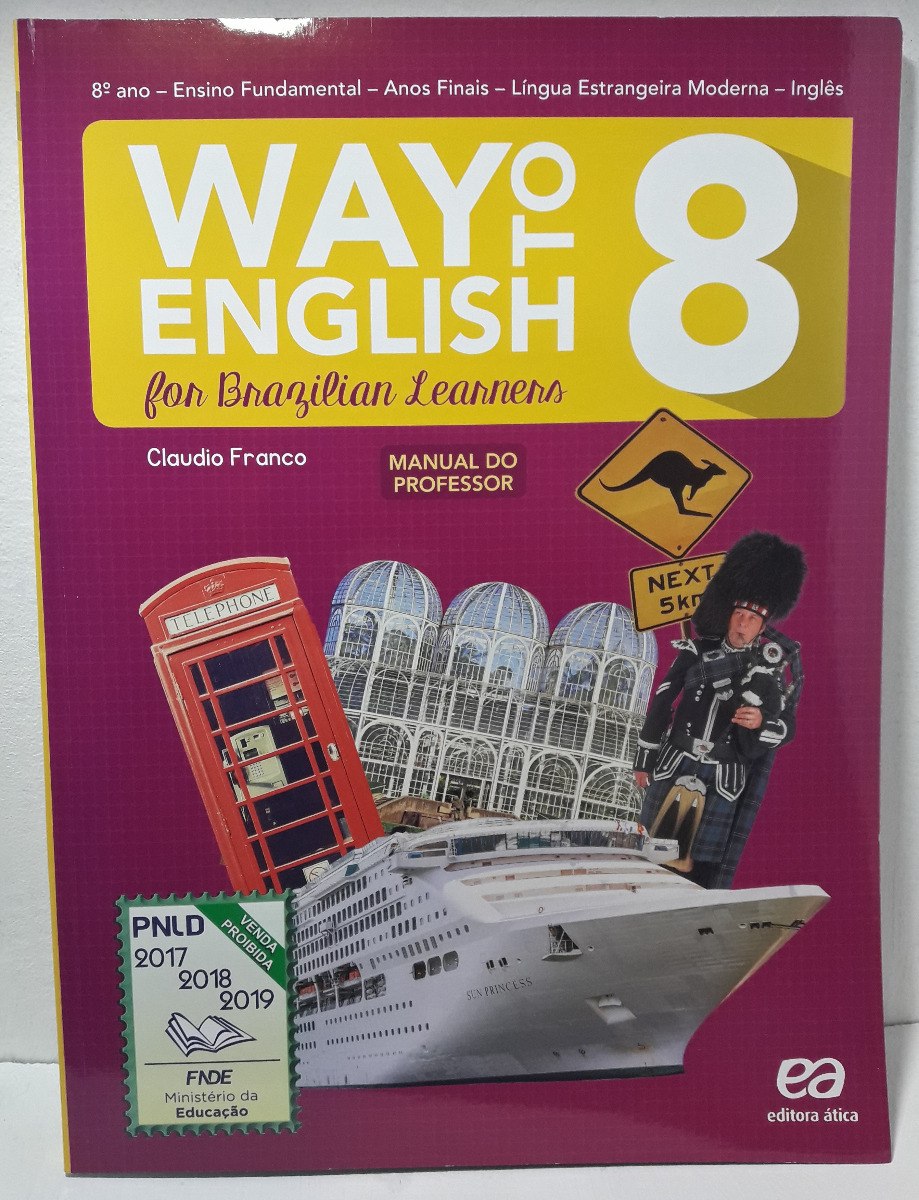 8º ano – Ensino Fundamental – Anos Finais – Língua Estrangeira Moderna – Inglês
WAY TO
ENGLISH
8
for Brazilian Learners
Claudio Franco
MANUAL DO
PROFESSOR
NEXT
5km
TELEPHONE
SUN PRINCESS
PNLD
2017
2018
2019
VENDA
PROIBIDA
FNDE
Ministério da
Educação
ea
editora ática